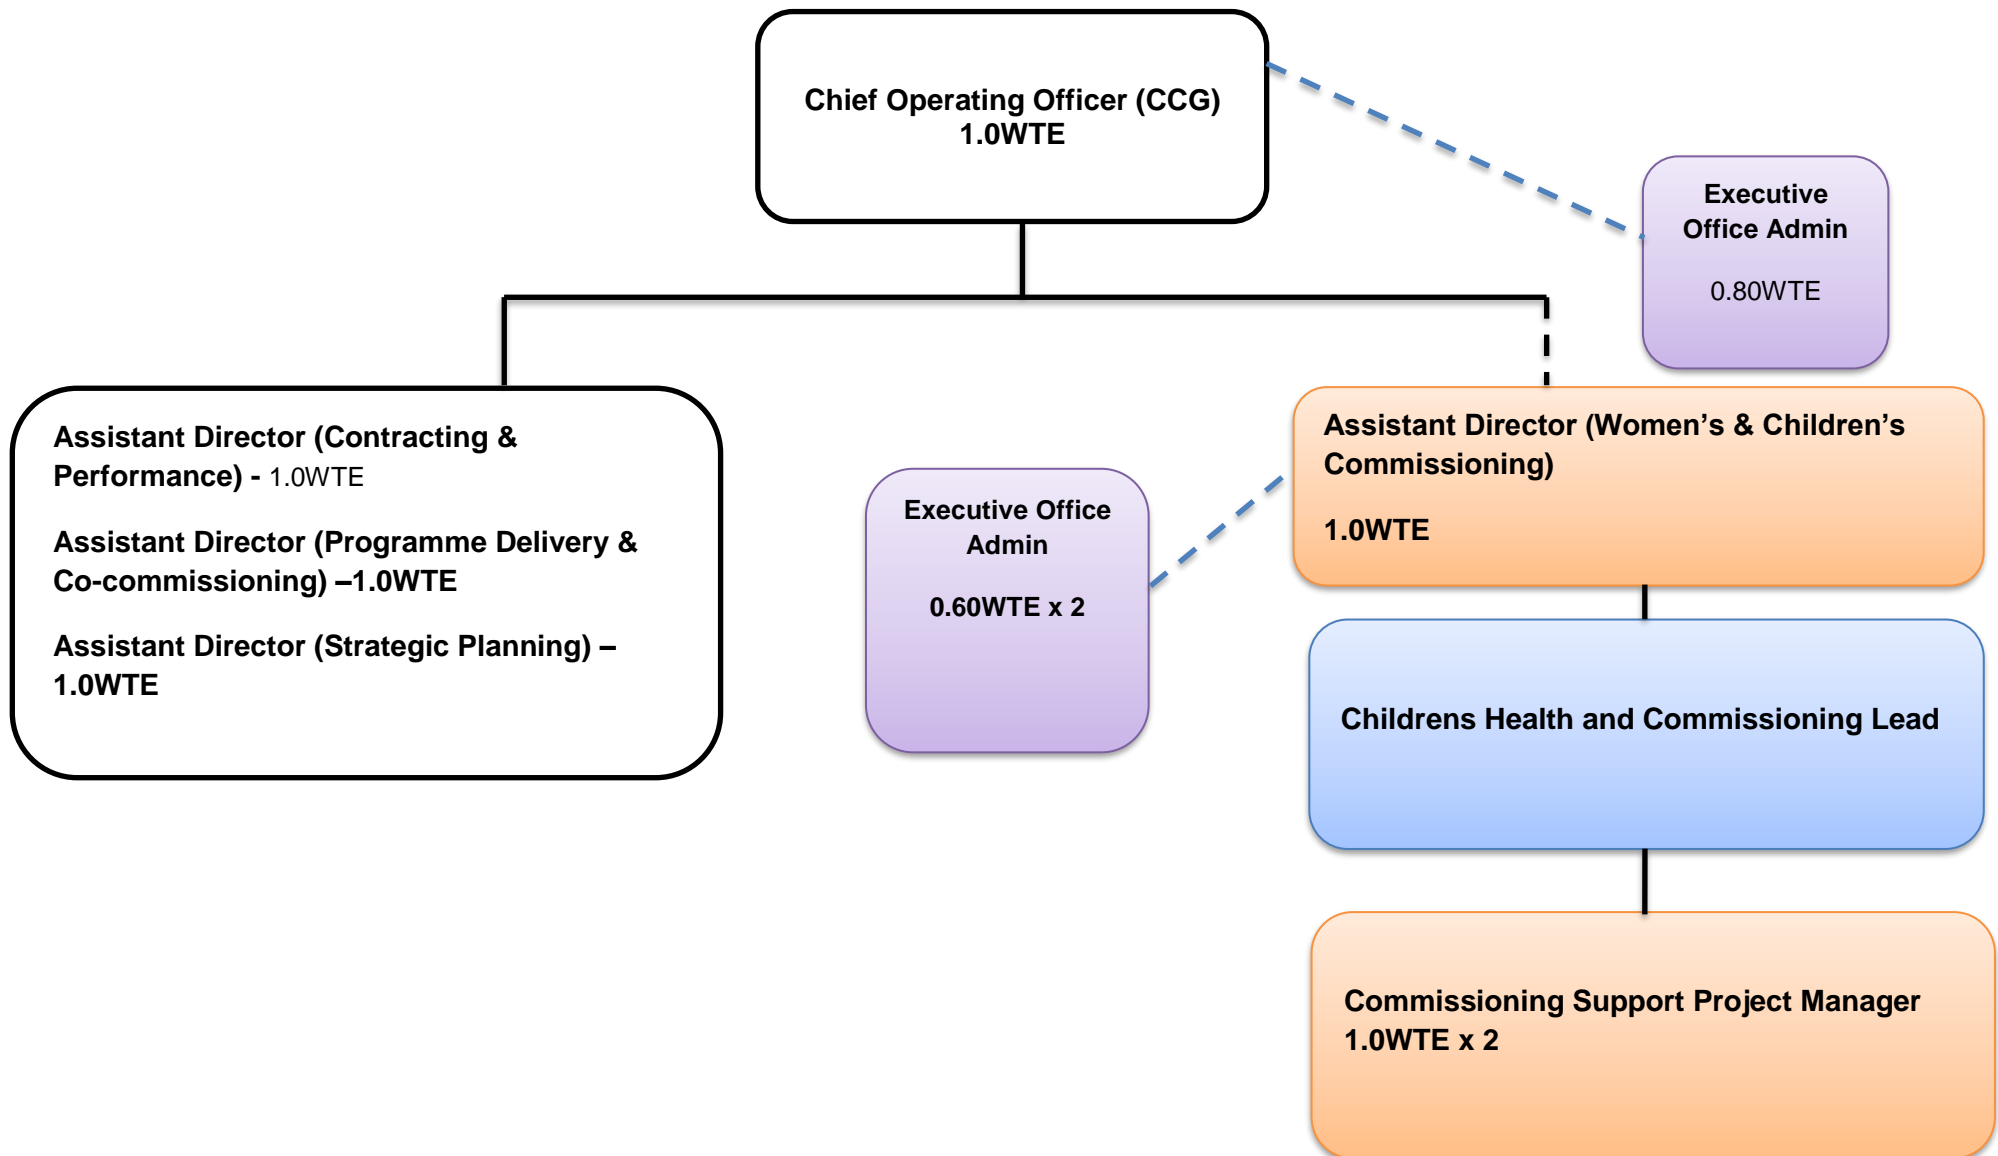 Chief Operating Officer (CCG)
1.0WTE
Executive
Office Admin
0.80WTE
Assistant Director (Contracting &
Performance) - 1.0WTE
Assistant Director (Programme Delivery &
Co-commissioning) –1.0WTE
Assistant Director (Strategic Planning) –
1.0WTE
Executive Office
Admin
0.60WTE x 2
Assistant Director (Women’s & Children’s
Commissioning)
1.0WTE
Childrens Health and Commissioning Lead
Commissioning Support Project Manager
1.0WTE x 2